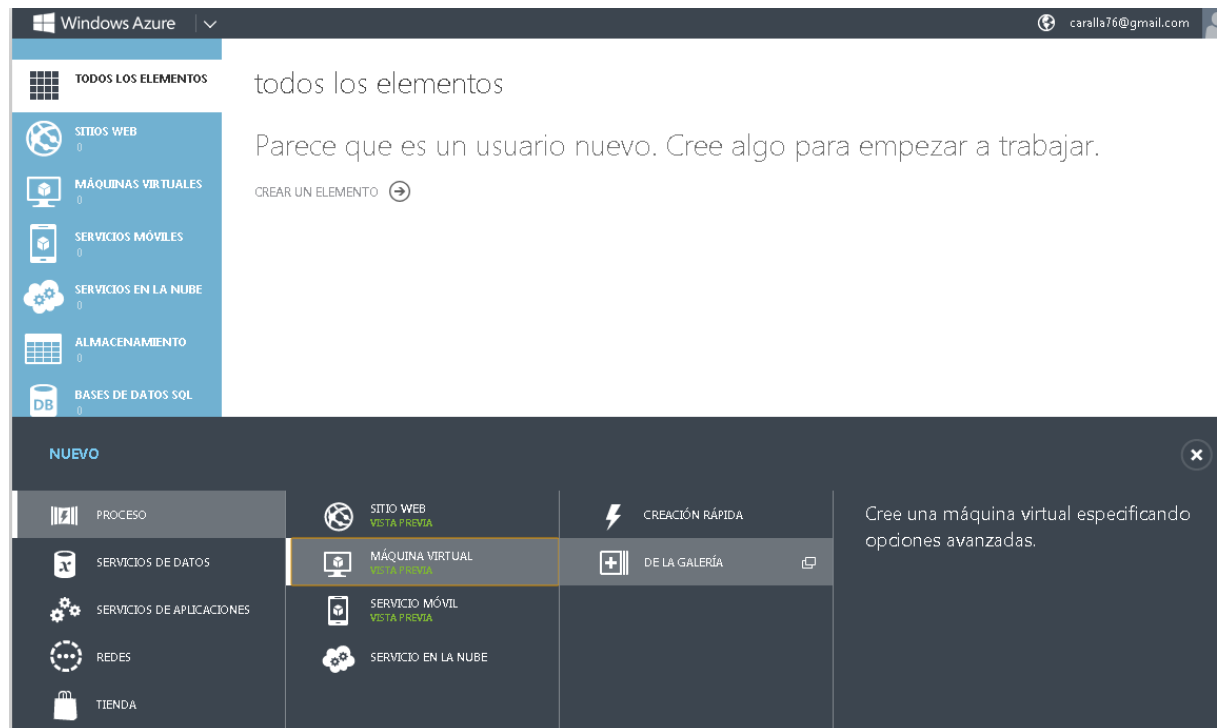 Windows Azure
caralla76@gmail.com
TODOS LOS ELEMENTOS
SITIOS WEB
0
MÁQUINAS VIRTUALES
0
SERVICIOS MÓVILES
0
SERVICIOS EN LA NUBE
0
ALMACENAMIENTO
0
DB
BASES DE DATOS SQL
0
todos los elementos
Parece que es un usuario nuevo. Cree algo para empezar a trabajar.
CREAR UN ELEMENTO
NUEVO
PROCESO
SERVICIOS DE DATOS
SERVICIOS DE APLICACIONES
REDES
TIENDA
SITIO WEB
VISTA PREVIA
MÁQUINA VIRTUAL
VISTA PREVIA
SERVICIO MÓVIL
VISTA PREVIA
SERVICIO EN LA NUBE
CREACIÓN RÁPIDA
DE LA GALERÍA
Cree una máquina virtual especificando
opciones avanzadas.